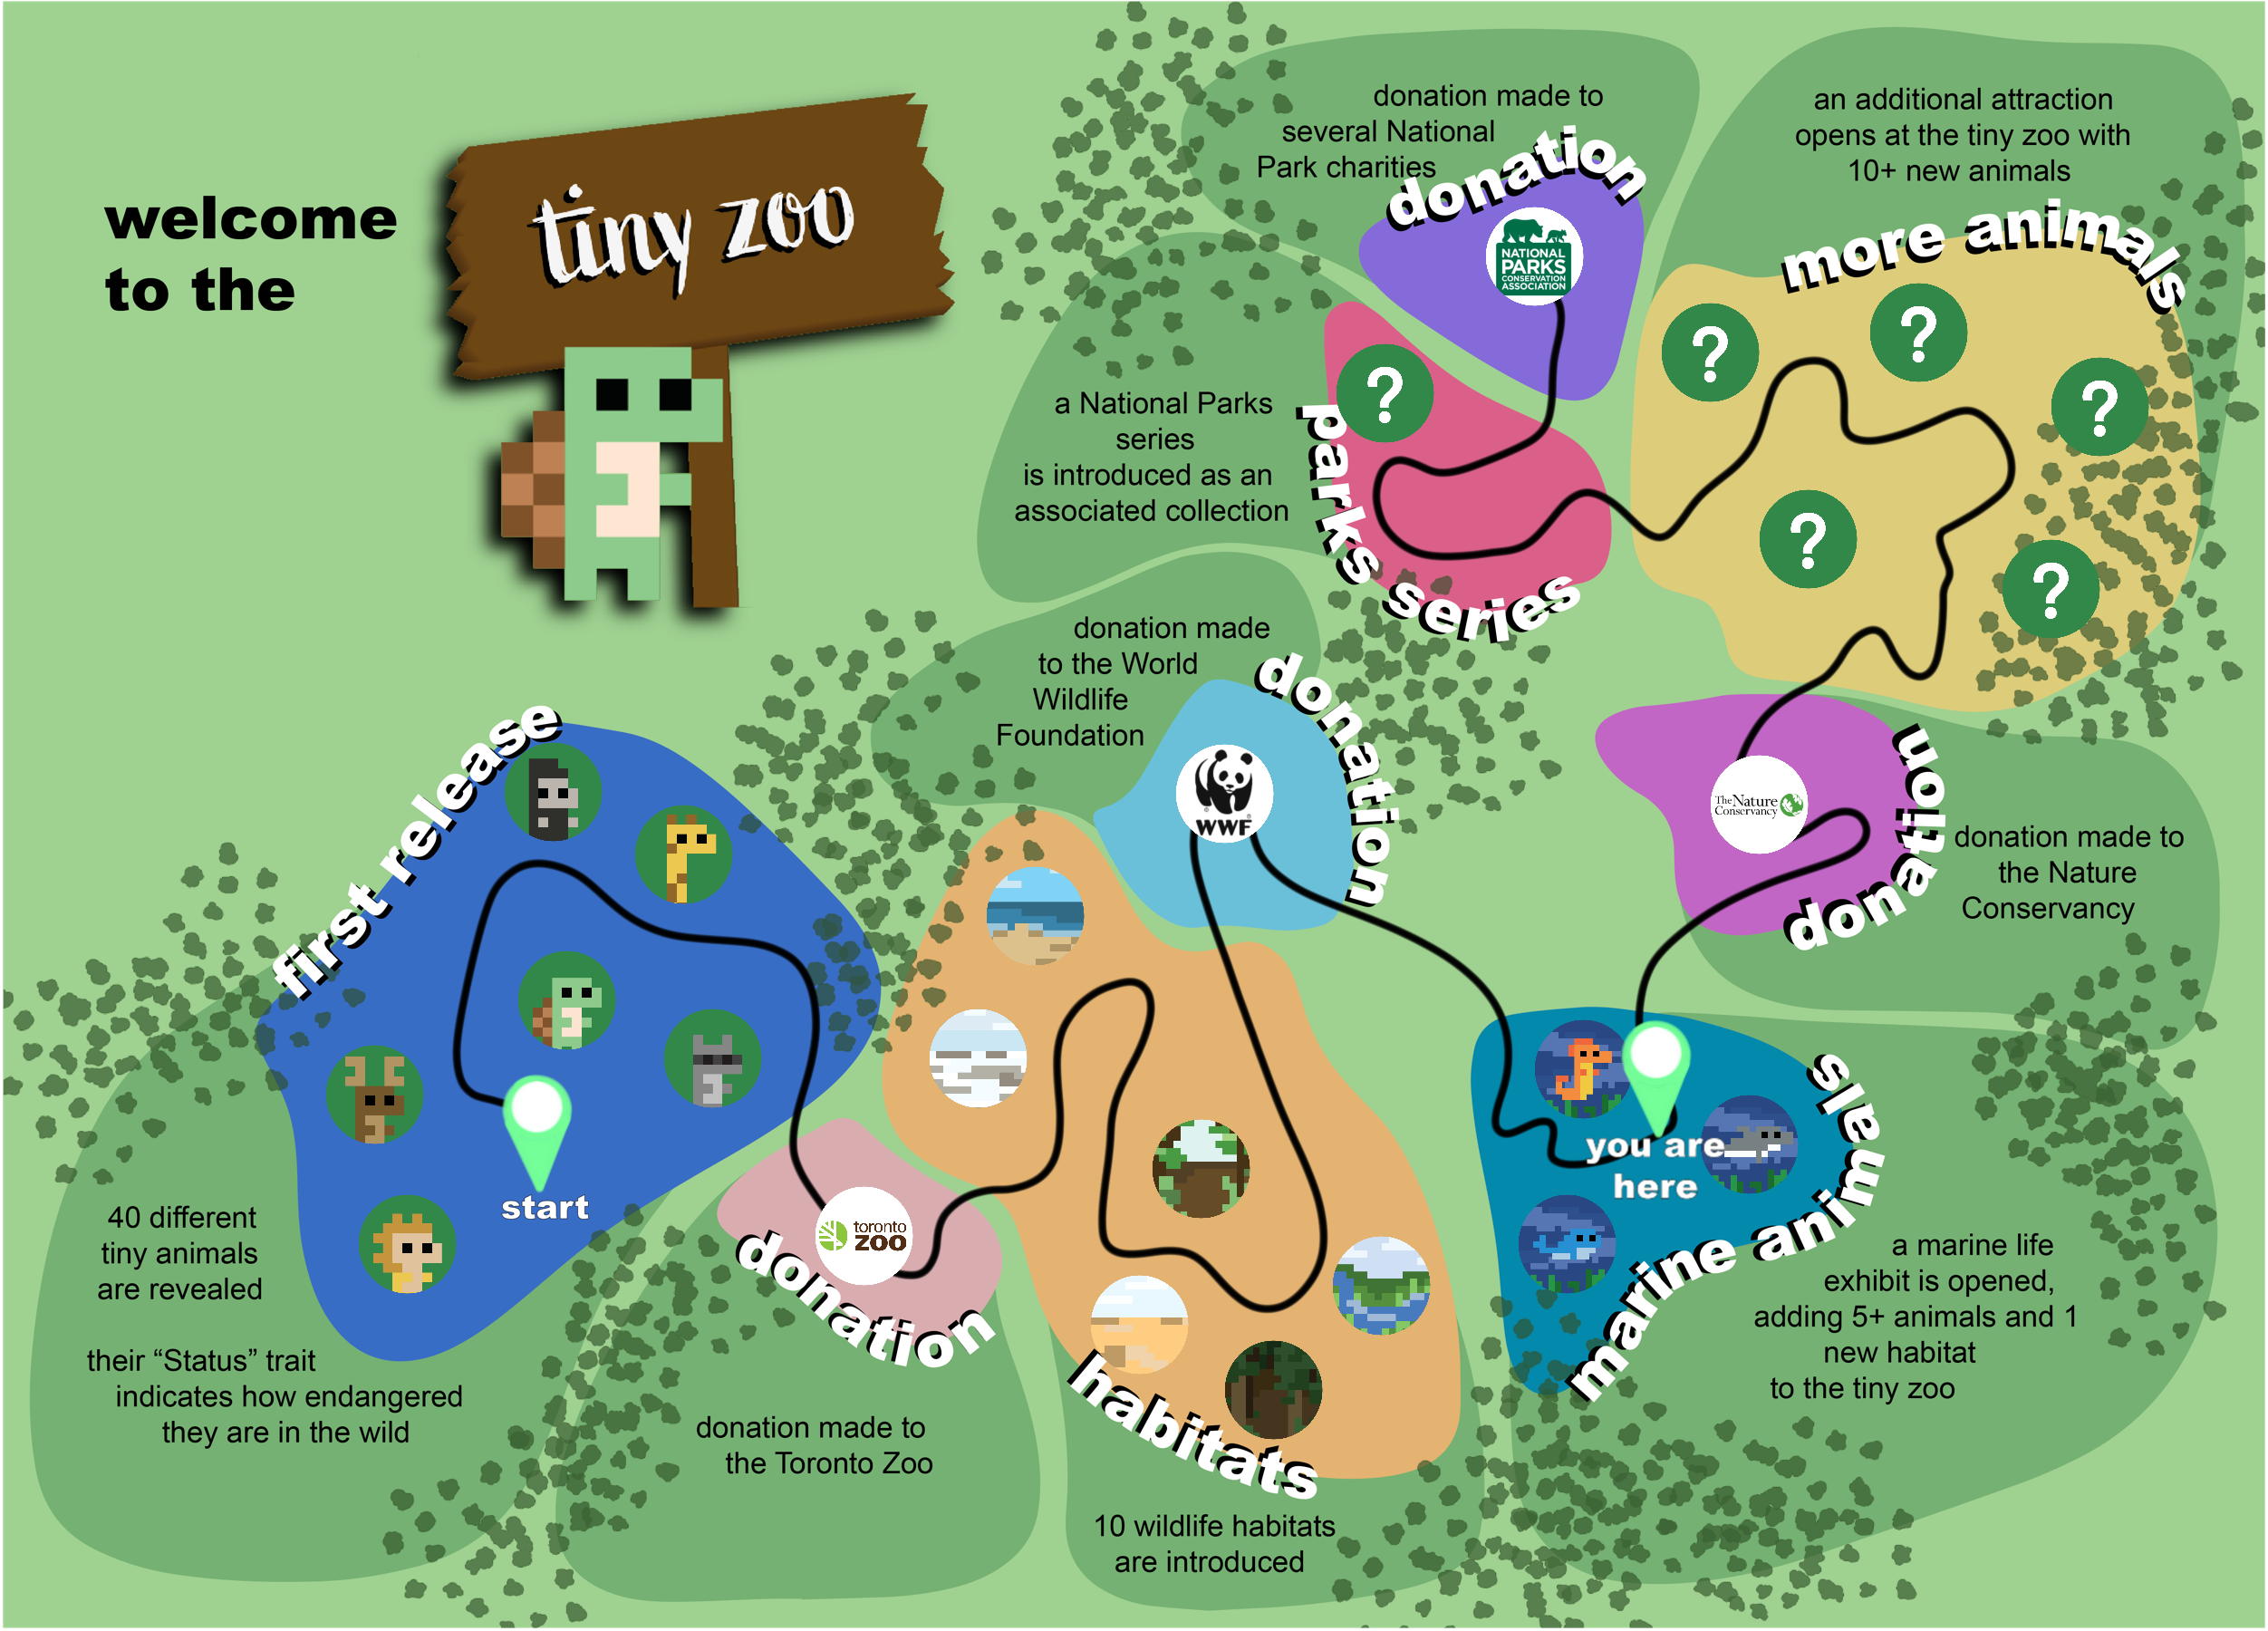 welcome
to the
tiny zoo
donation made to
several National
Park charities
donation
NATIONAL
PARKS
CONSERVATION
ASSOCIATION
an additional attraction
opens at the tiny zoo with
10+ new animals
more animals
?
?
?
?
?
?
a National Parks
series
is introduced as an
associated collection
parks series
donation made
to the World
Wildlife
Foundation
donation
WWF
®
®
The Nature
Conservancy
donation
donation made to
the Nature
Conservancy
first release
start
40 different
tiny animals
are revealed
their “Status” trait
indicates how endangered
they are in the wild
toronto
zoo
donation
donation made to
the Toronto Zoo
habitats
10 wildlife habitats
are introduced
you are
here
marine animals
a marine life
exhibit is opened,
adding 5+ animals and 1
new habitat
to the tiny zoo